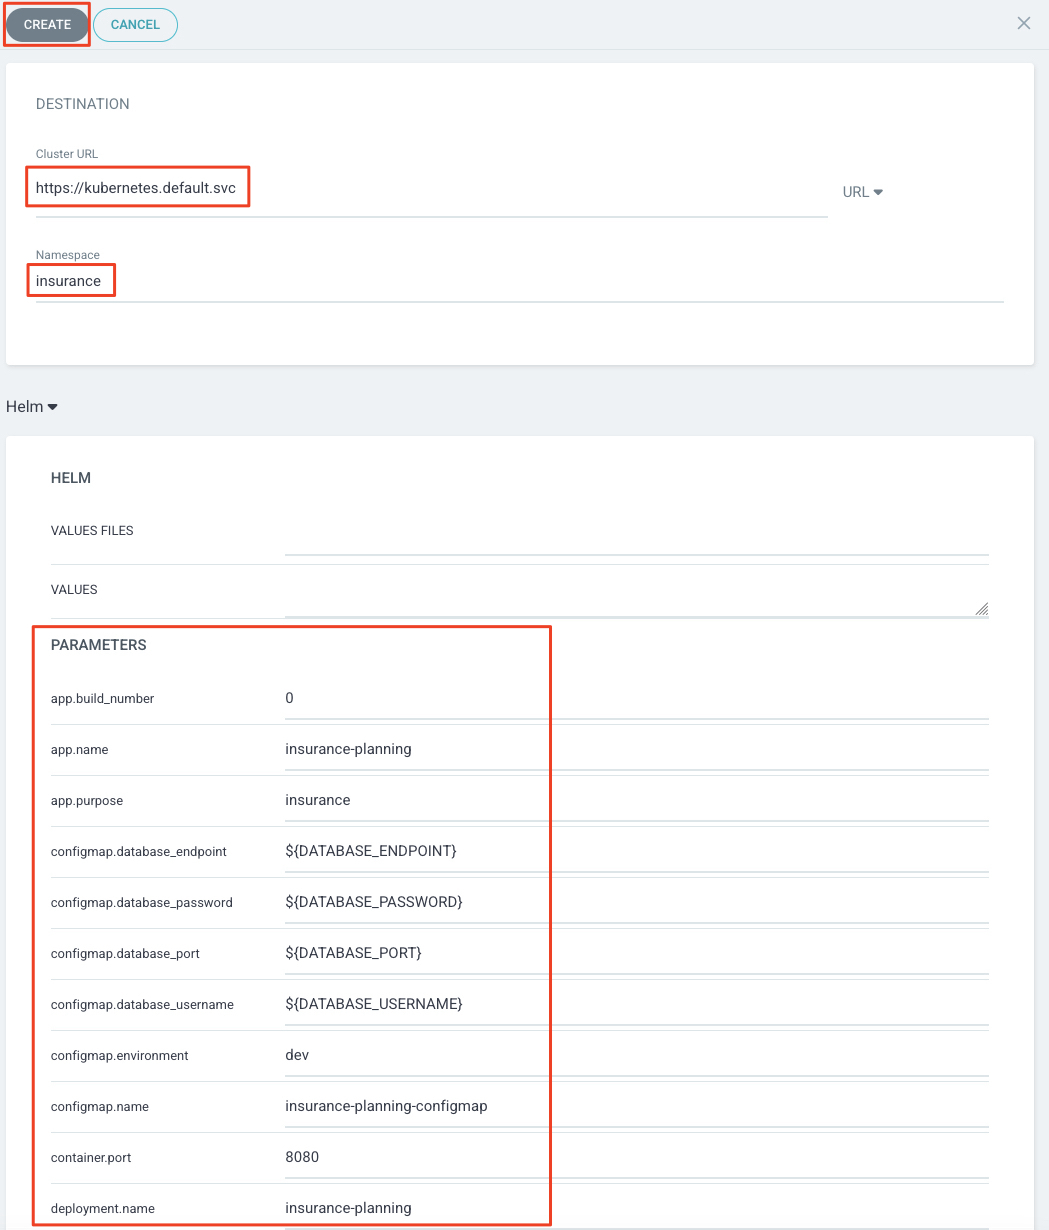 CREATE CANCEL
DESTINATION
Cluster URL
https://kubernetes.default.svc URL
Namespace
insurance
Helm
HELM
VALUES FILES
VALUES
PARAMETERS
app.build_number 0
app.name insurance-planning
app.purpose insurance
configmap.database_endpoint ${DATABASE_ENDPOINT}
configmap.database_password ${DATABASE_PASSWORD}
configmap.database_port ${DATABASE_PORT}
configmap.database_username ${DATABASE_USERNAME}
configmap.environment dev
configmap.name insurance-planning-configmap
container.port 8080
deployment.name insurance-planning